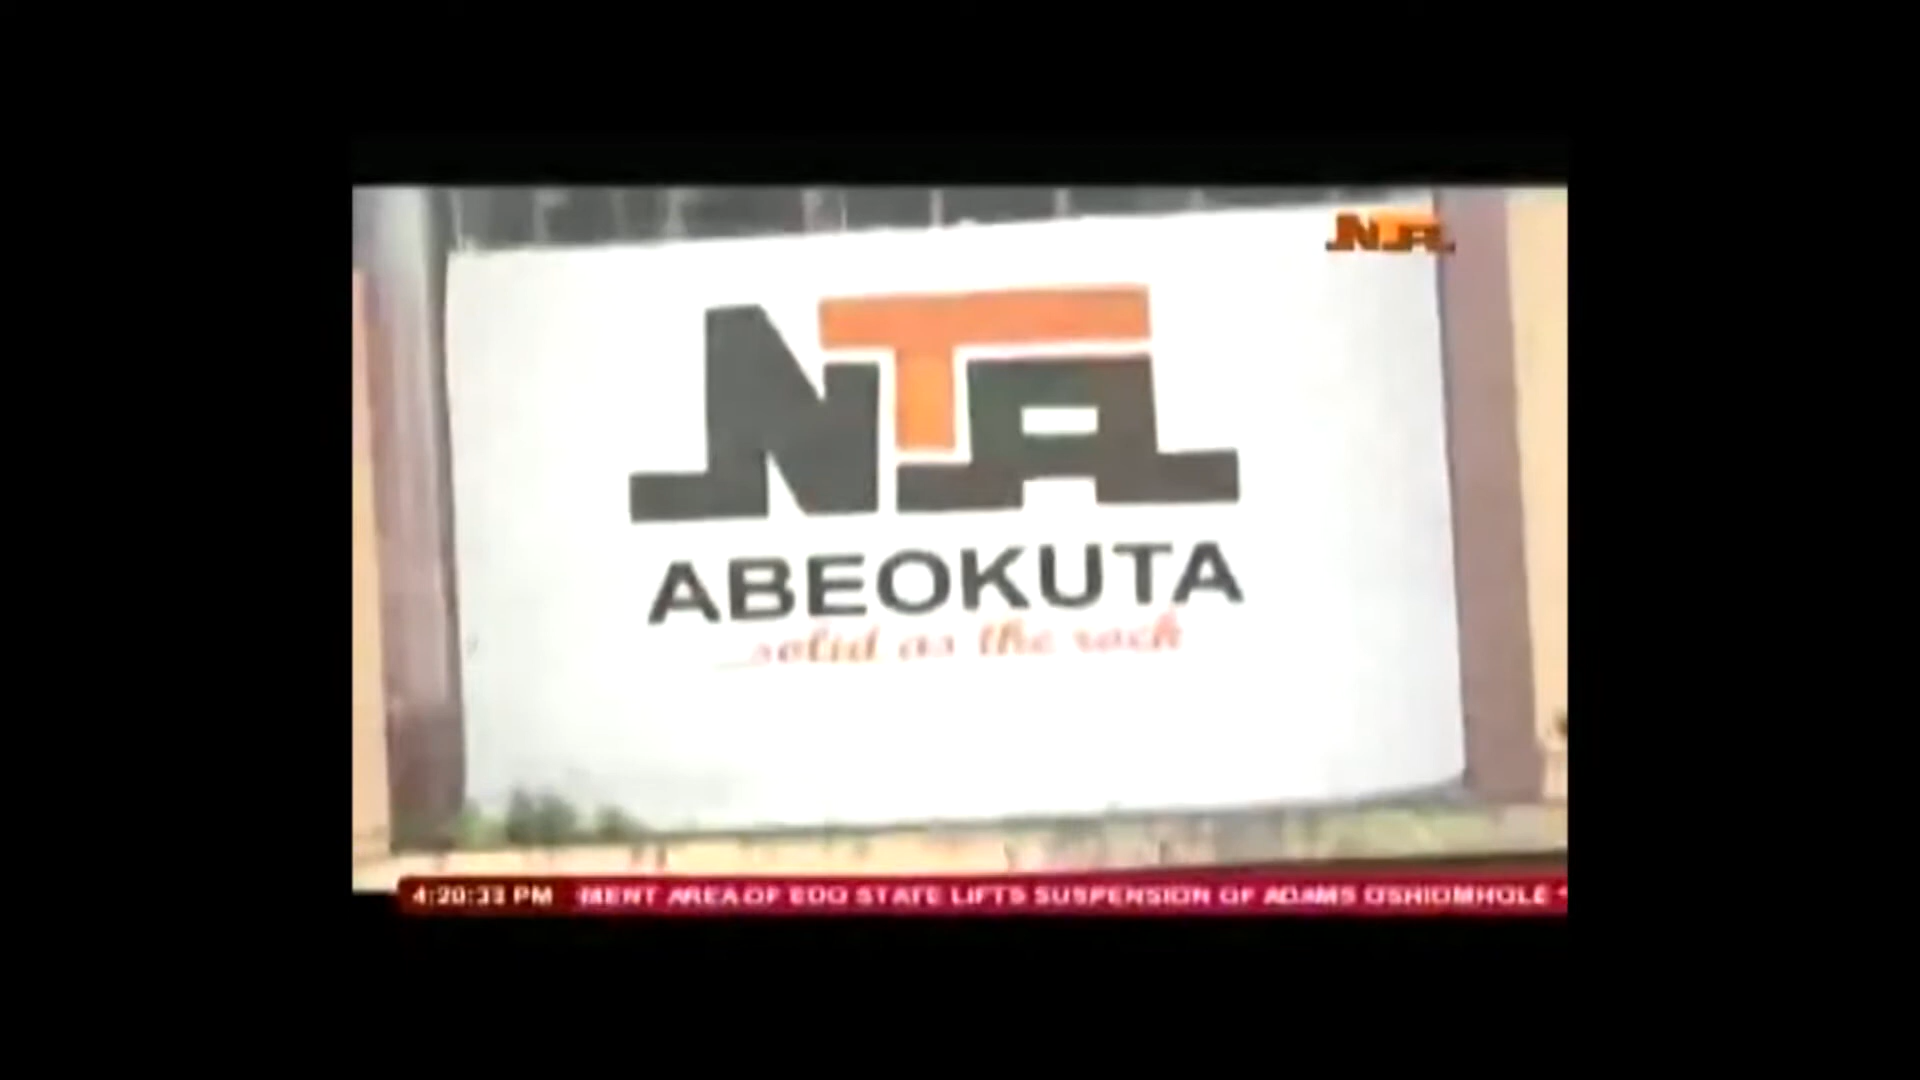 NTA
NTA
ABEOKUTA
...solid as the rock
4:20:33 PM MENT AREA OF EDO STATE LIFTS SUSPENSION OF ADAMS OSHIOMHOLE *